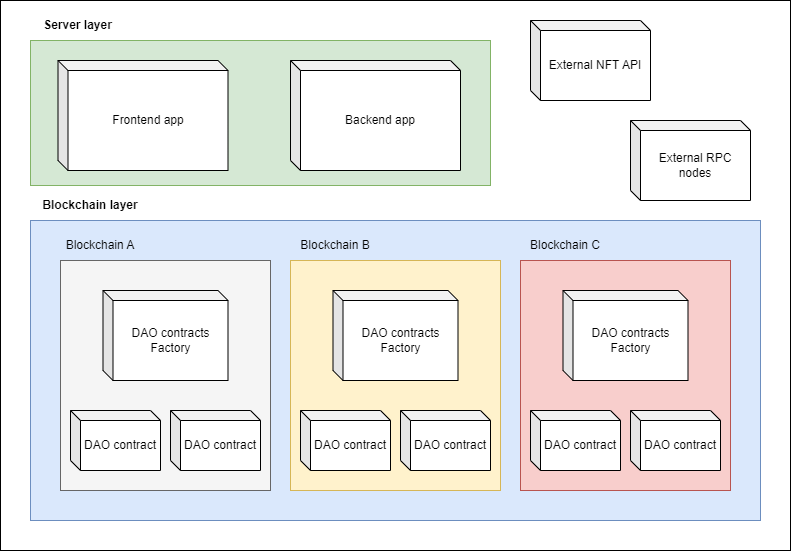 Server layer
Frontend app
Backend app
External NFT API
External RPC
nodes
Blockchain layer
Blockchain A
Blockchain B
Blockchain C
DAO contracts
Factory
DAO contracts
Factory
DAO contracts
Factory
DAO contract
DAO contract
DAO contract
DAO contract
DAO contract
DAO contract